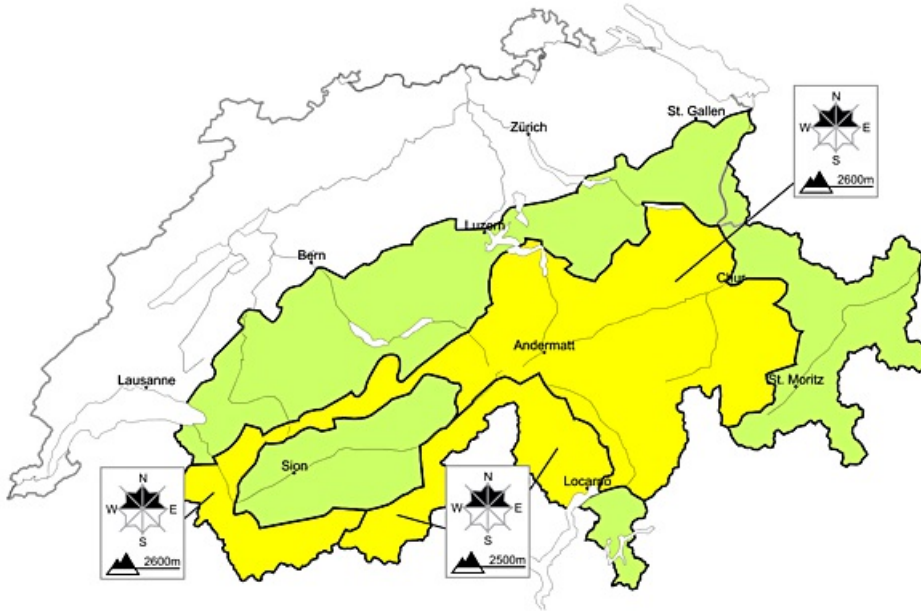 St. Gallen
Zürich
N
W E
S
2600m
Luzern
Bern
Chur
Andermatt
Lausanne
St. Moritz
Sion
Locarno
N
W E
S
2600m
N
W E
S
2500m